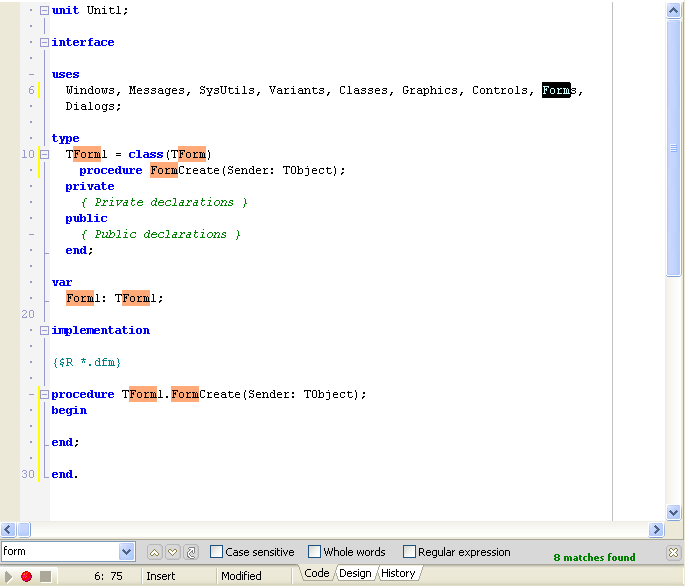 unit Unit1;
interface
uses
6 Windows, Messages, SysUtils, Variants, Classes, Graphics, Controls, Forms,
Dialogs;
type
10 TForm1 = class(TForm)
procedure FormCreate(Sender: TObject);
private
{ Private declarations }
public
{ Public declarations }
end;
var
Form1: TForm1;
20
implementation
{$R *.dfm}
procedure TForm1.FormCreate(Sender: TObject);
begin
end;
30 end.
form Case sensitive Whole words Regular expression 8 matches found
6: 75 Insert Modified Code Design History